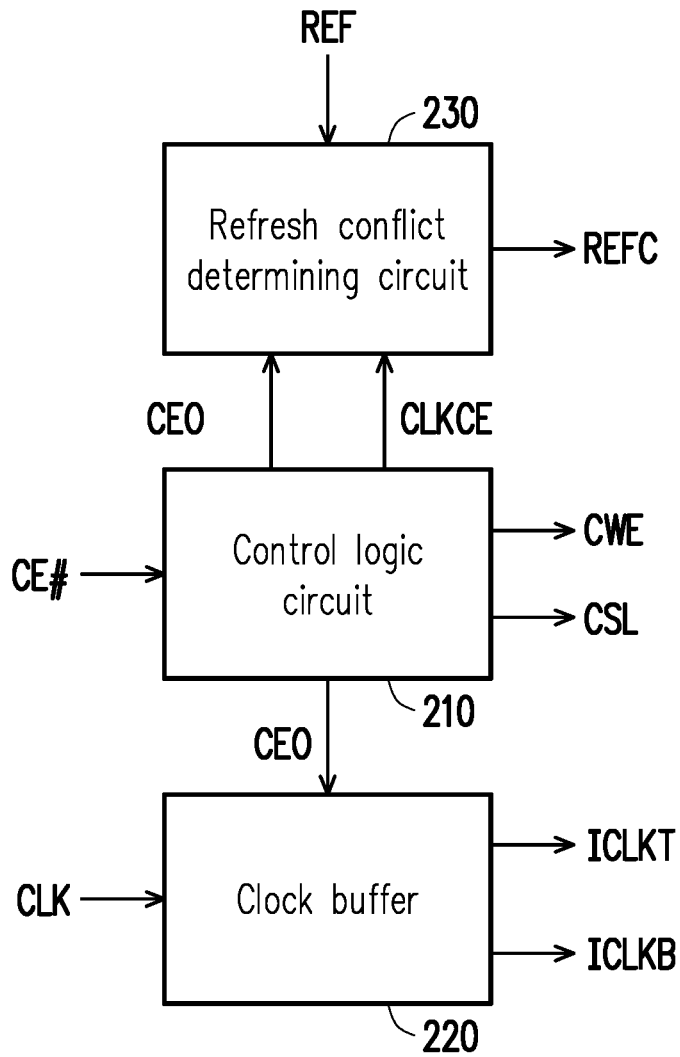 REF
230
Refresh conflict
determining circuit
REFC
CEO
CLKCE
CE#
Control logic
circuit
CWE
CSL
210
CEO
CLK
Clock buffer
ICLKT
ICLKB
220